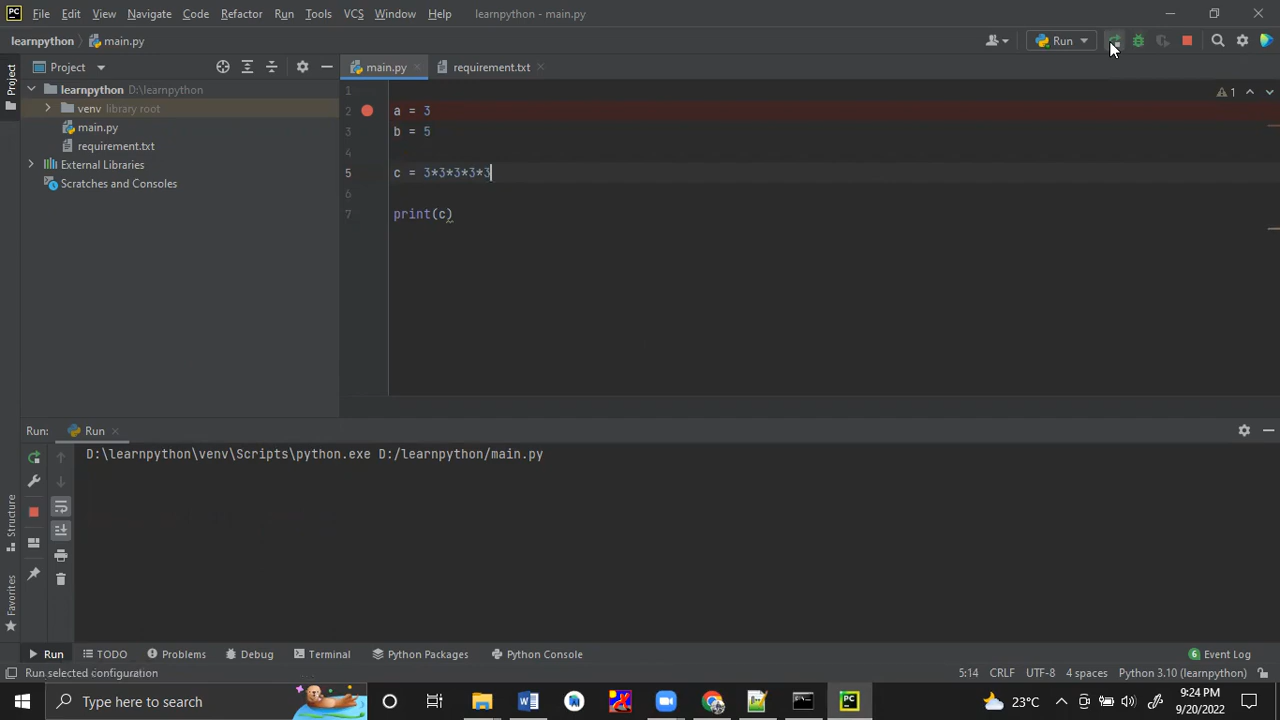 File Edit View Navigate Code Refactor Run Tools VCS Window Help learnpython - main.py
learnpython main.py Run
Project main.py requirement.txt
learnpython D:\learnpython
venv library root
main.py
requirement.txt
External Libraries
Scratches and Consoles
Project
Structure
Favorites
1
2 a = 3
3 b = 5
4
5 c = 3*3*3*3*3
6
7 print(c)
1
Run: Run
D:\learnpython\venv\Scripts\python.exe D:/learnpython/main.py
Run TODO Problems Debug Terminal Python Packages Python Console 6 Event Log
Run selected configuration 5:14 CRLF UTF-8 4 spaces Python 3.10 (learnpython)
Type here to search 23°C 9:24 PM
9/20/2022